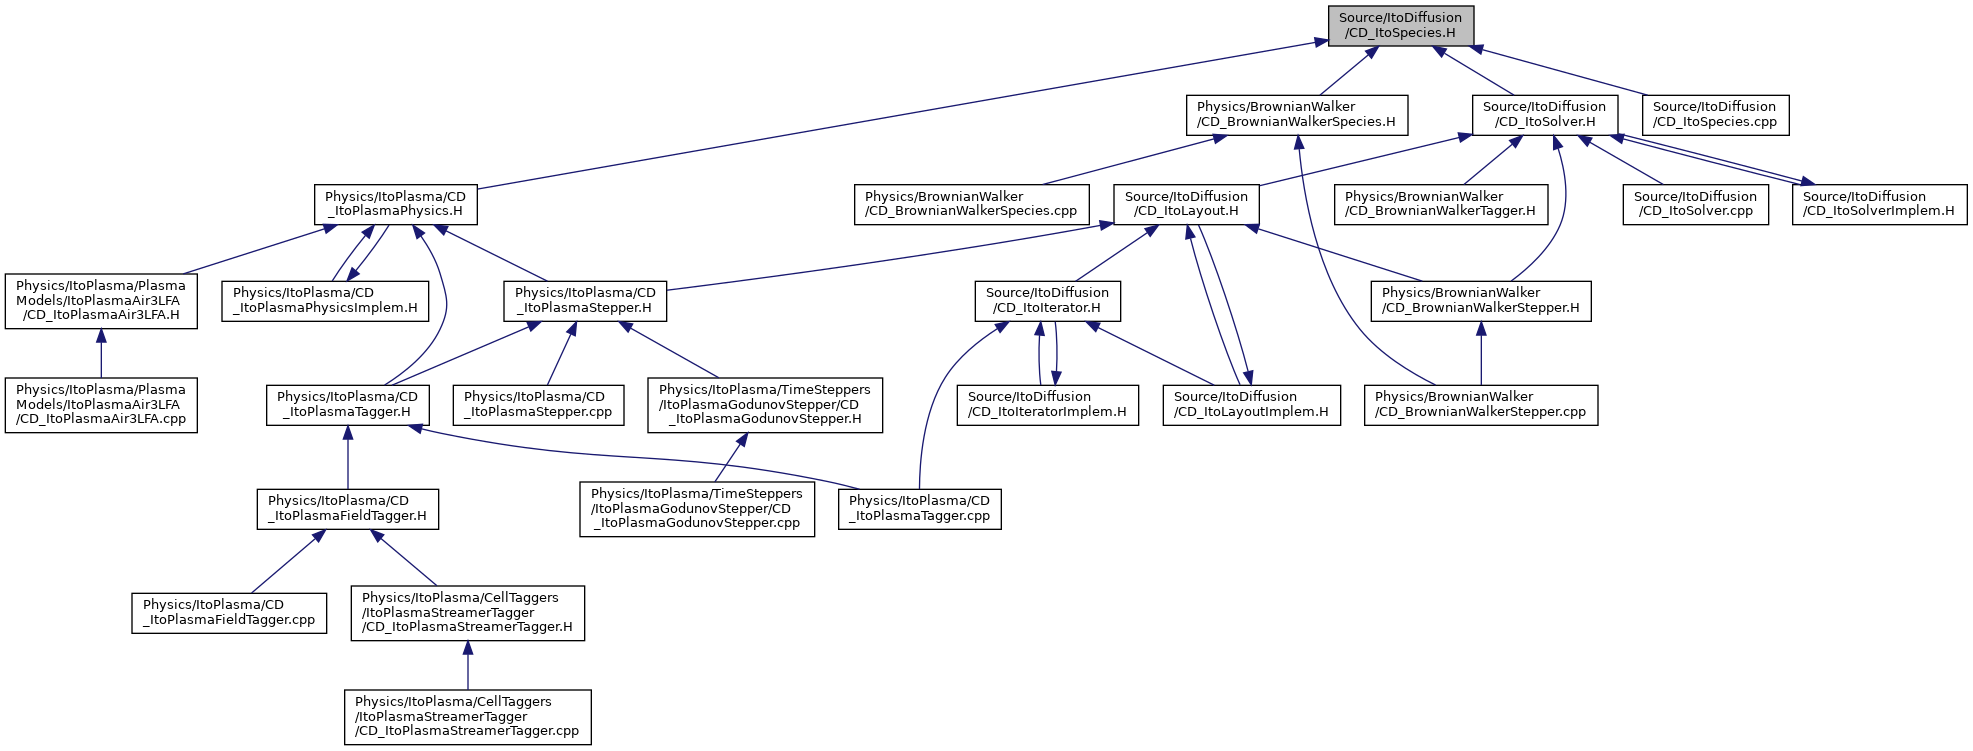 Source/ItoDiffusion
/CD_ItoSpecies.H
Physics/BrownianWalker
/CD_BrownianWalkerSpecies.H
Source/ItoDiffusion
/CD_ItoSolver.H
Source/ItoDiffusion
/CD_ItoSpecies.cpp
Physics/ItoPlasma/CD
_ItoPlasmaPhysics.H
Physics/BrownianWalker
/CD_BrownianWalkerSpecies.cpp
Source/ItoDiffusion
/CD_ItoLayout.H
Physics/BrownianWalker
/CD_BrownianWalkerTagger.H
Source/ItoDiffusion
/CD_ItoSolver.cpp
Source/ItoDiffusion
/CD_ItoSolverImplem.H
Physics/ItoPlasma/Plasma
Models/ItoPlasmaAir3LFA
/CD_ItoPlasmaAir3LFA.H
Physics/ItoPlasma/CD
_ItoPlasmaPhysicsImplem.H
Physics/ItoPlasma/CD
_ItoPlasmaStepper.H
Source/ItoDiffusion
/CD_ItoIterator.H
Physics/BrownianWalker
/CD_BrownianWalkerStepper.H
Physics/ItoPlasma/Plasma
Models/ItoPlasmaAir3LFA
/CD_ItoPlasmaAir3LFA.cpp
Physics/ItoPlasma/CD
_ItoPlasmaTagger.H
Physics/ItoPlasma/CD
_ItoPlasmaStepper.cpp
Physics/ItoPlasma/TimeSteppers
/ItoPlasmaGodunovStepper/CD
_ItoPlasmaGodunovStepper.H
Source/ItoDiffusion
/CD_ItoIteratorImplem.H
Source/ItoDiffusion
/CD_ItoLayoutImplem.H
Physics/BrownianWalker
/CD_BrownianWalkerStepper.cpp
Physics/ItoPlasma/CD
_ItoPlasmaFieldTagger.H
Physics/ItoPlasma/TimeSteppers
/ItoPlasmaGodunovStepper/CD
_ItoPlasmaGodunovStepper.cpp
Physics/ItoPlasma/CD
_ItoPlasmaTagger.cpp
Physics/ItoPlasma/CD
_ItoPlasmaFieldTagger.cpp
Physics/ItoPlasma/CellTaggers
/ItoPlasmaStreamerTagger
/CD_ItoPlasmaStreamerTagger.H
Physics/ItoPlasma/CellTaggers
/ItoPlasmaStreamerTagger
/CD_ItoPlasmaStreamerTagger.cpp